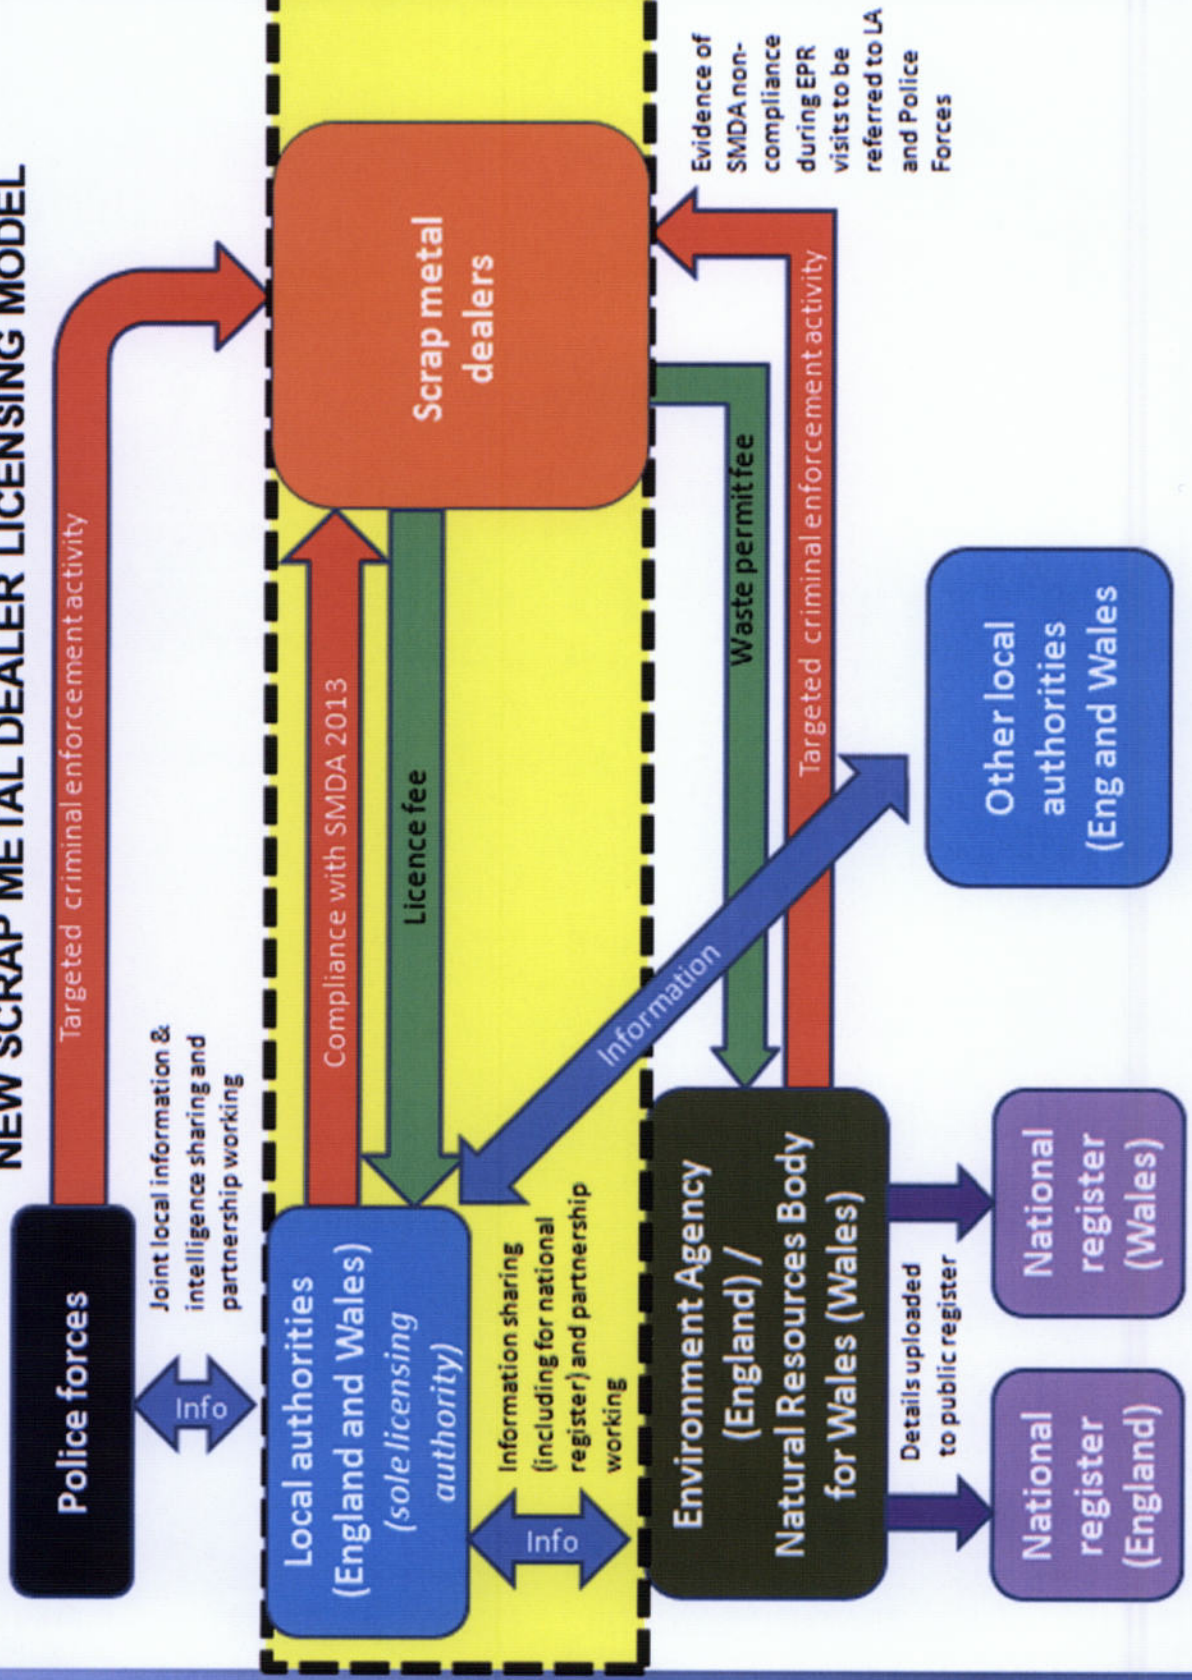 NEW SCRAP METAL DEALER LICENSING MODEL
Police forces
Targeted criminal enforcement activity
Info
Joint local information &
intelligence sharing and
partnership working
Local authorities
(England and Wales)
(sole licensing
authority)
Compliance with SMDA 2013
Licence fee
Scrap metal
dealers
Info
Information sharing
(including for national
register) and partnership
working
Information
Environment Agency
(England) /
Natural Resources Body
for Wales (Wales)
Waste permit fee
Targeted criminal enforcement activity
Evidence of
SMDA non-
compliance
during EPR
visits to be
referred to LA
and Police
Forces
Details uploaded
to public register
National
register
(England)
National
register
(Wales)
Other local
authorities
(Eng and Wales